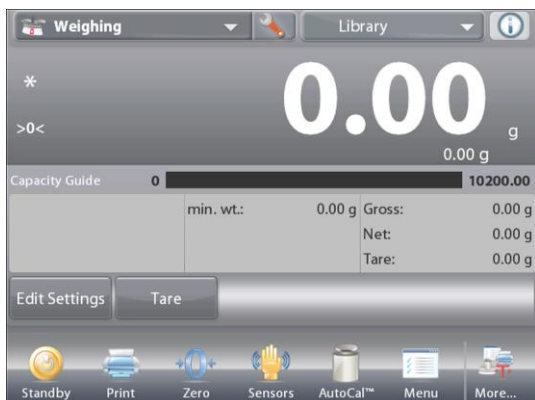 Weighing
Library
*
>0<
0.00 g
0.00 g
Capacity Guide 0 10200.00
min. wt.: 0.00 g Gross: 0.00 g
Net: 0.00 g
Tare: 0.00 g
Edit Settings Tare
Standby Print Zero Sensors AutoCal™ Menu More...